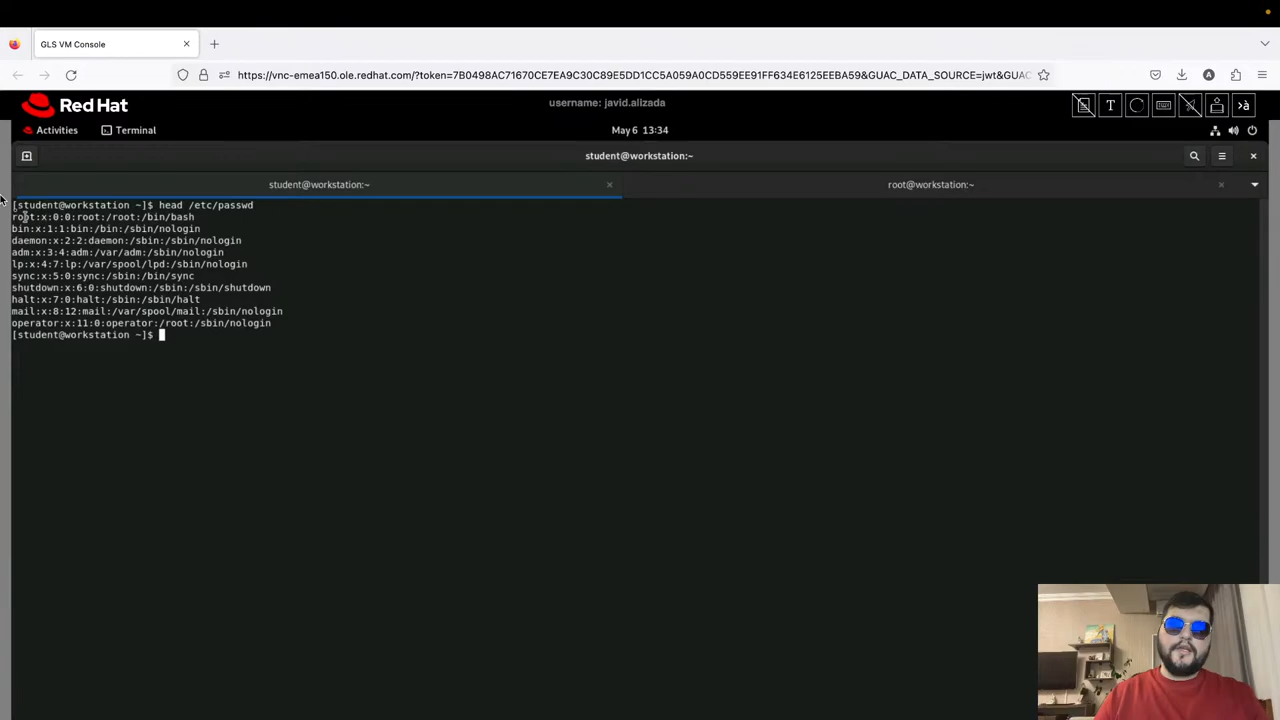 GLS VM Console
https://vnc-emea150.ole.redhat.com/?token=7B0498AC71670CE7EA9C30C89E5DD1CC5A059A0CD559EE91FF634E6125EEBA59&GUAC_DATA_SOURCE=jwt&GUAC
Red Hat
username: javid.alizada
Activities
Terminal
May 6 13:34
student@workstation:~
student@workstation:~
root@workstation:~
[student@workstation ~]$ head /etc/passwd
root:x:0:0:root:/root:/bin/bash
bin:x:1:1:bin:/bin:/sbin/nologin
daemon:x:2:2:daemon:/sbin:/sbin/nologin
adm:x:3:4:adm:/var/adm:/sbin/nologin
lp:x:4:7:lp:/var/spool/lpd:/sbin/nologin
sync:x:5:0:sync:/sbin:/bin/sync
shutdown:x:6:0:shutdown:/sbin:/sbin/shutdown
halt:x:7:0:halt:/sbin:/sbin/halt
mail:x:8:12:mail:/var/spool/mail:/sbin/nologin
operator:x:11:0:operator:/root:/sbin/nologin
[student@workstation ~]$